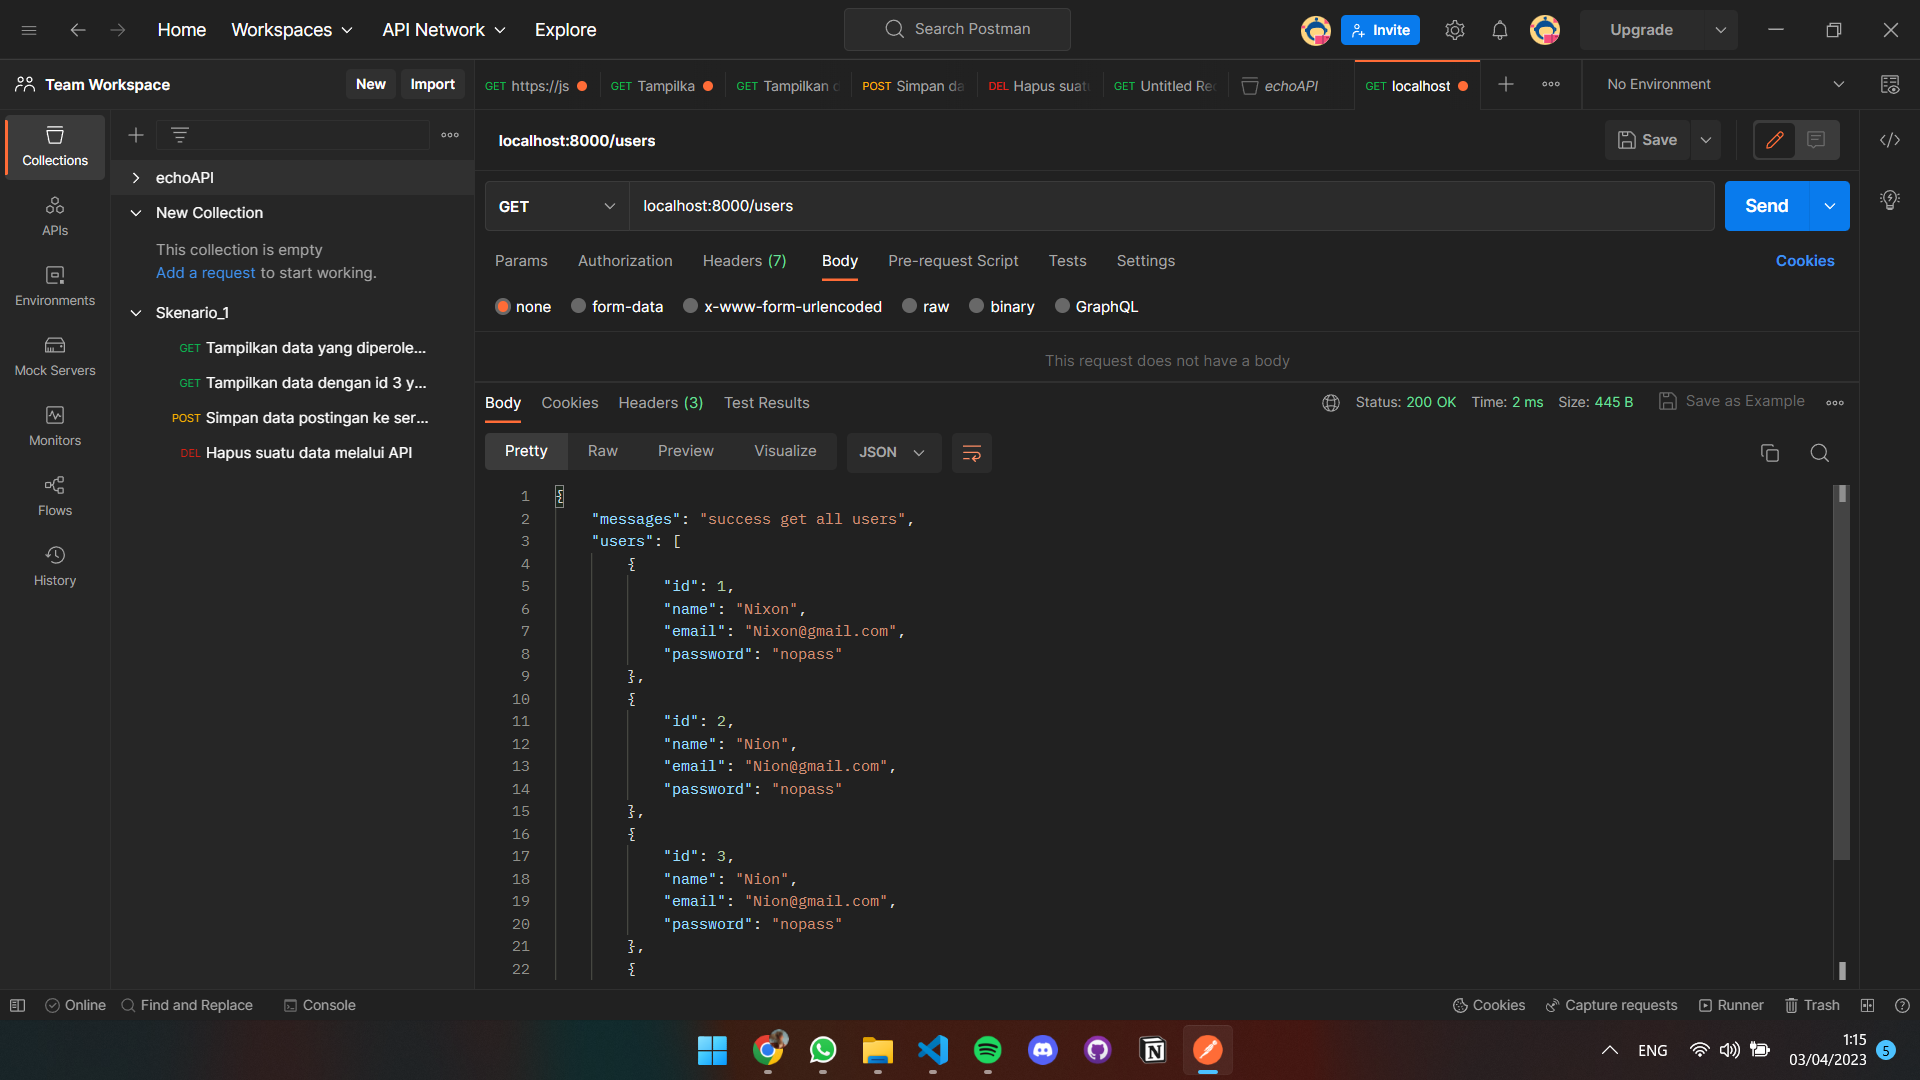 Home Workspaces API Network Explore Search Postman Invite Upgrade
Team Workspace New Import
GET https://js GET Tampilka GET Tampilkan d POST Simpan da DEL Hapus suat GET Untitled Re echoAPI GET localhost No Environment
Collections
APIs
Environments
Mock Servers
Monitors
Flows
History
echoAPI
New Collection
This collection is empty
Add a request to start working.
Skenario_1
GET Tampilkan data yang diperole...
GET Tampilkan data dengan id 3 y...
POST Simpan data postingan ke ser...
DEL Hapus suatu data melalui API
localhost:8000/users Save
GET localhost:8000/users Send
Params Authorization Headers (7) Body Pre-request Script Tests Settings Cookies
none form-data x-www-form-urlencoded raw binary GraphQL
This request does not have a body
Body Cookies Headers (3) Test Results Status: 200 OK Time: 2 ms Size: 445 B Save as Example
Pretty Raw Preview Visualize JSON
1 {
2 "messages": "success get all users",
3 "users": [
4 {
5 "id": 1,
6 "name": "Nixon",
7 "email": "Nixon@gmail.com",
8 "password": "nopass"
9 },
10 {
11 "id": 2,
12 "name": "Nion",
13 "email": "Nion@gmail.com",
14 "password": "nopass"
15 },
16 {
17 "id": 3,
18 "name": "Nion",
19 "email": "Nion@gmail.com",
20 "password": "nopass"
21 },
22 {
Online Find and Replace Console Cookies Capture requests Runner Trash
ENG 1:15
03/04/2023 5